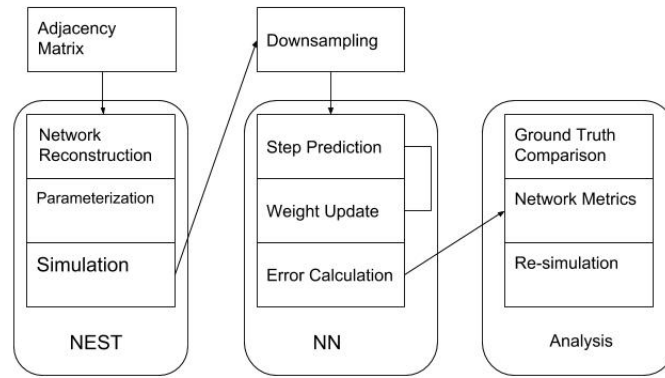 Adjacency
Matrix
Network
Reconstruction
Parameterization
Simulation
NEST
Downsampling
Step Prediction
Weight Update
Error Calculation
NN
Ground Truth
Comparison
Network Metrics
Re-simulation
Analysis